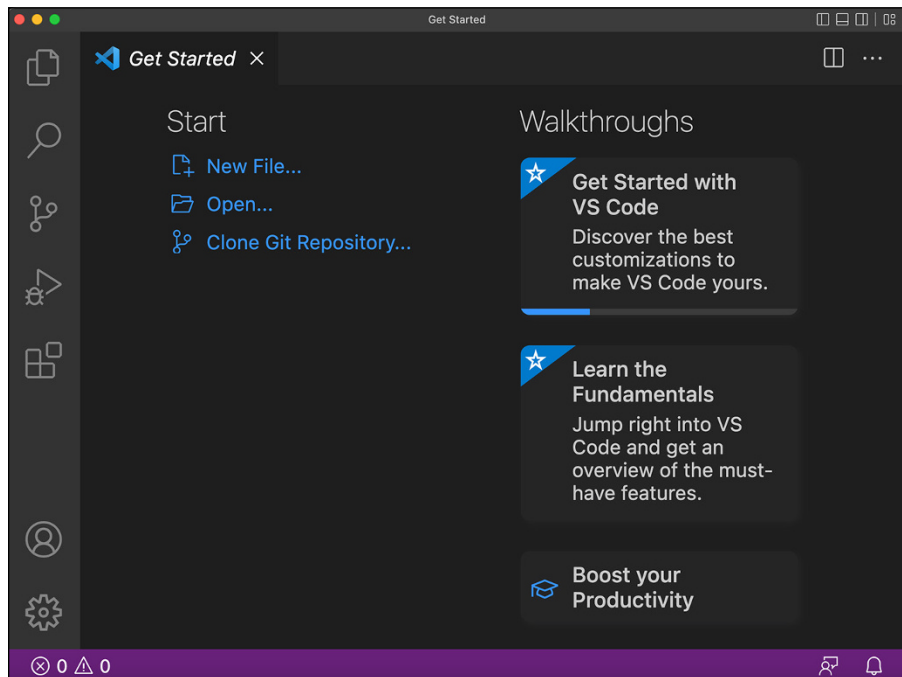 Get Started
Get Started
Start
New File...
Open...
Clone Git Repository...
Walkthroughs
Get Started with
VS Code
Discover the best
customizations to
make VS Code yours.
Learn the
Fundamentals
Jump right into VS
Code and get an
overview of the must-
have features.
Boost your
Productivity
0 0